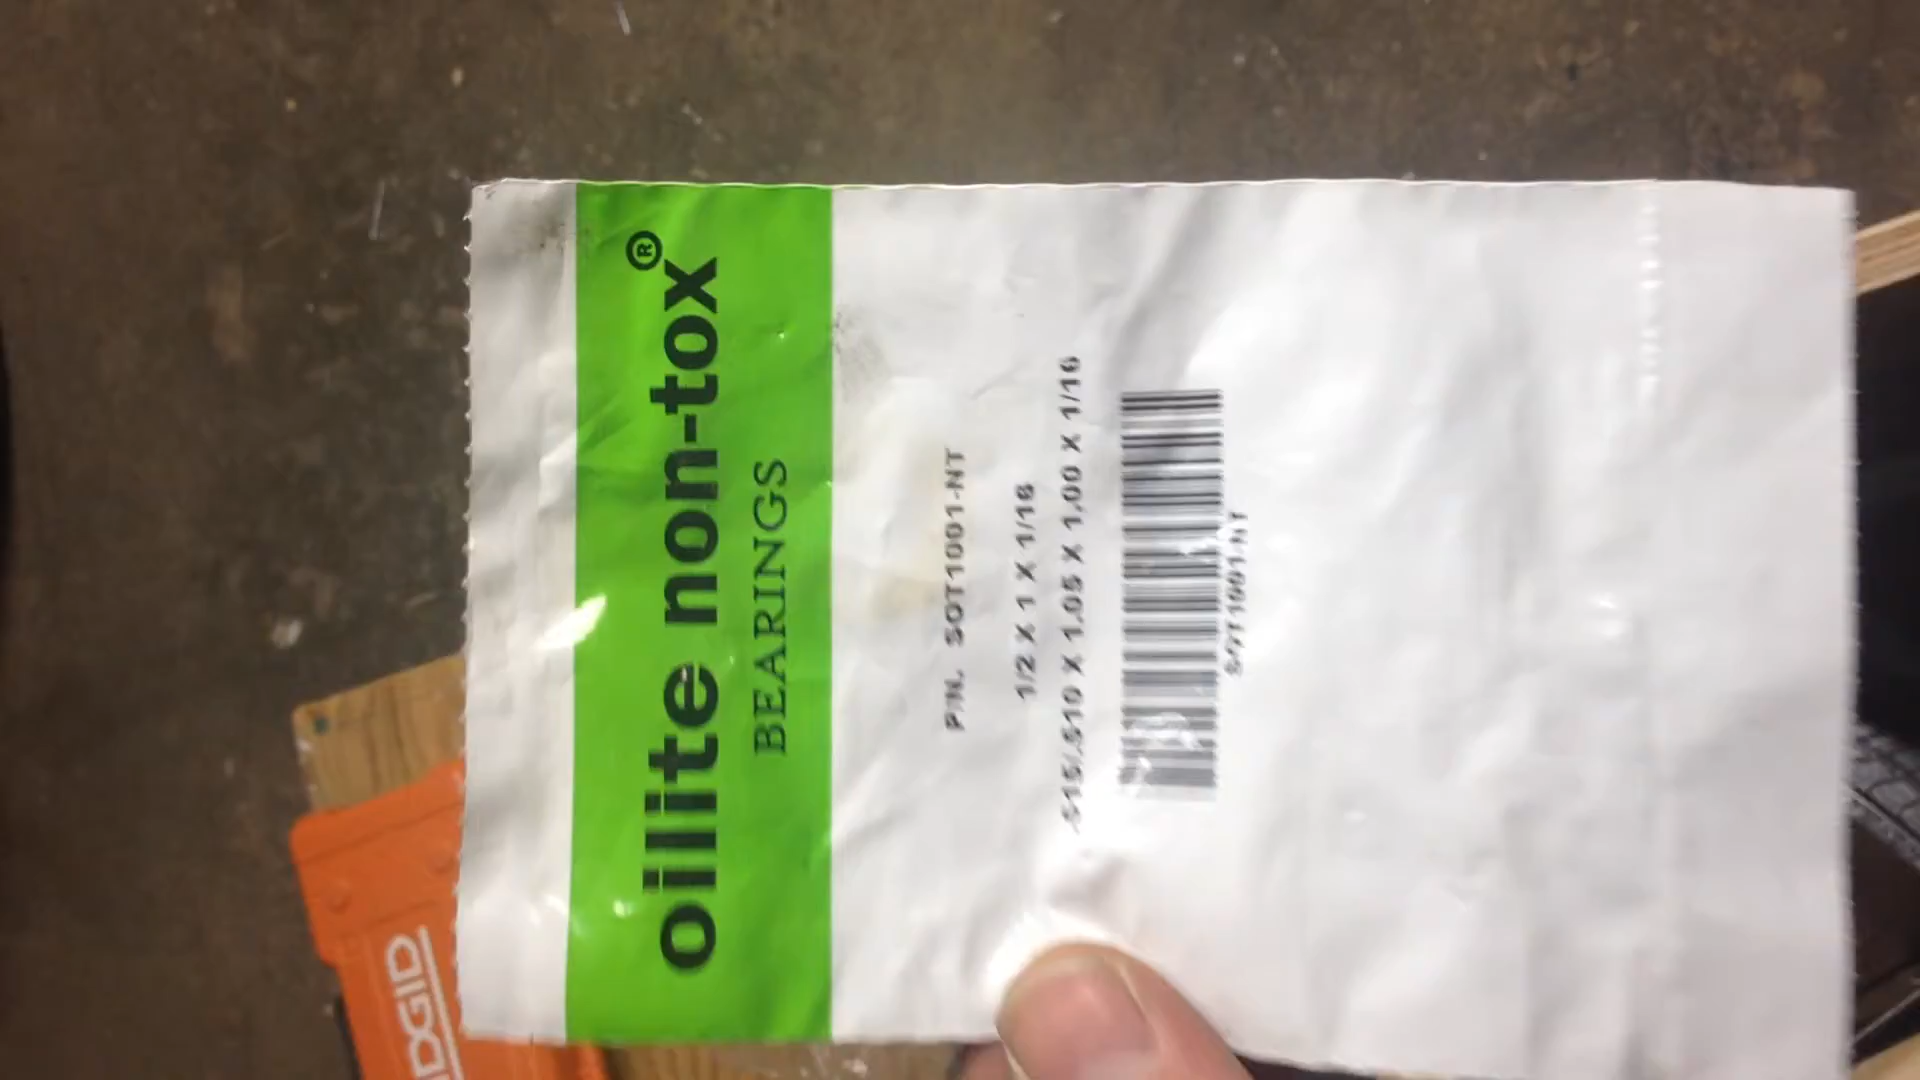 oilite non-tox®
BEARINGS
P/N. SOT1001-NT
1/2 X 1 X 1/16
.515/.510 X 1.05 X 1.00 X 1/16
SOT1001-NT